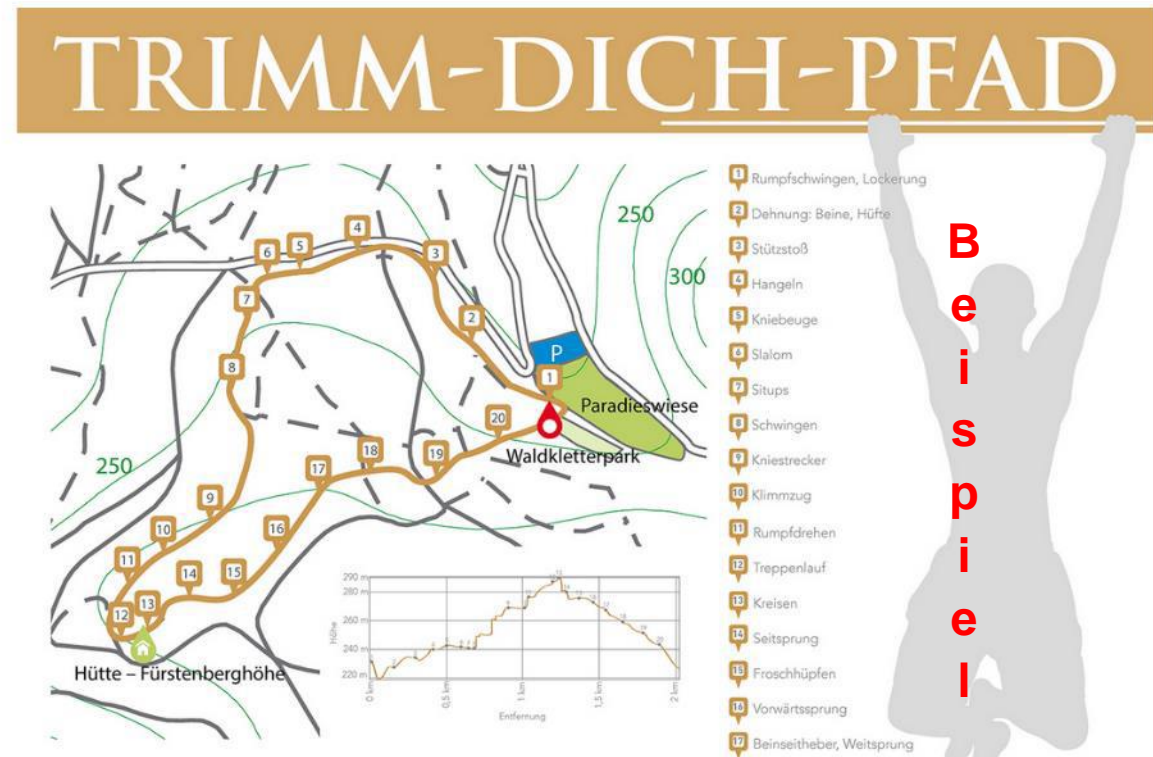 TRIMM-DICH-PFAD
4
5
6
3
7
2
8
1
P
20
19
18
17
9
10
16
11
14
15
12
13
250
300
250
Paradieswiese
Waldkletterpark
Hütte – Fürstenberghöhe
290 m
280 m
260 m
240 m
220 m
Höhe
0 km
0,5 km
1 km
1,5 km
2 km
Entfernung
1 Rumpfschwingen, Lockerung
2 Dehnung: Beine, Hüfte
3 Stützstoß
4 Hangeln
5 Kniebeuge
6 Slalom
7 Situps
8 Schwingen
9 Kniestrecker
10 Klimmzug
11 Rumpfdrehen
12 Treppenlauf
13 Kreisen
14 Seitsprung
15 Froschhüpfen
16 Vorwärtssprung
17 Beinseitheber, Weitsprung
Beispiel